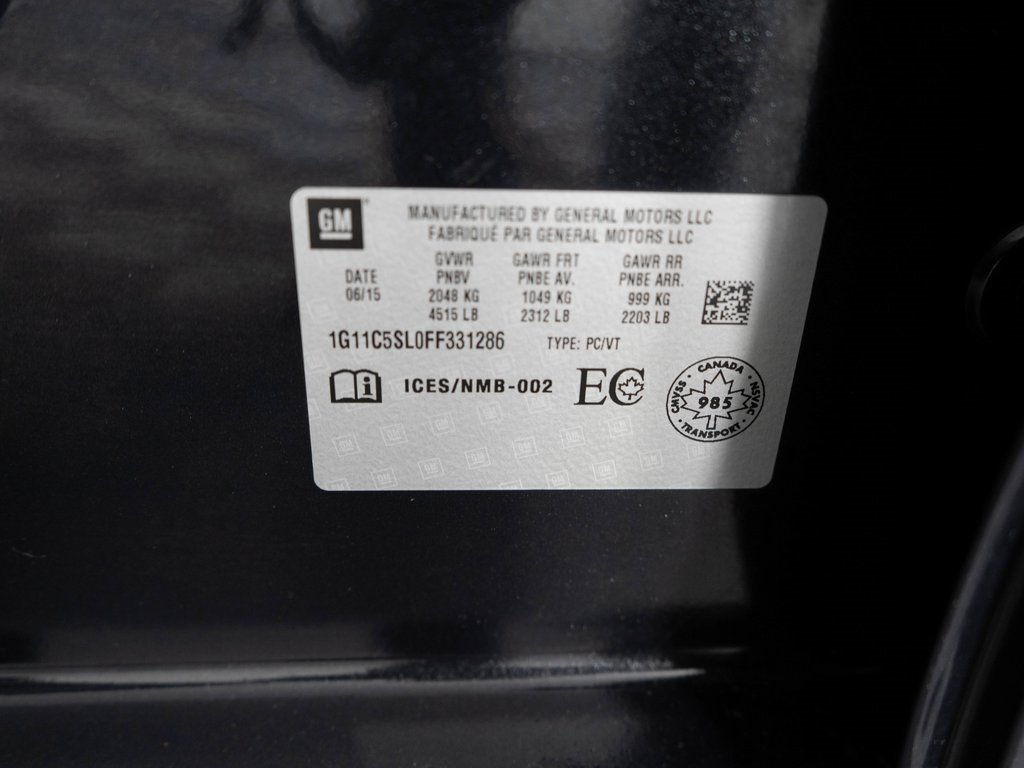 GM
MANUFACTURED BY GENERAL MOTORS LLC
FABRIQUÉ PAR GENERAL MOTORS LLC
DATE
06/15
GVWR
PNBV
2048 KG
4515 LB
GAWR FRT
PNBE AV.
1049 KG
2312 LB
GAWR RR
PNBE ARR.
999 KG
2203 LB
1G11C5SL0FF331286 TYPE: PC/VT
i ICES/NMB-002 EC
CANADA
CMVSS 985 NSVAC
TRANSPORT